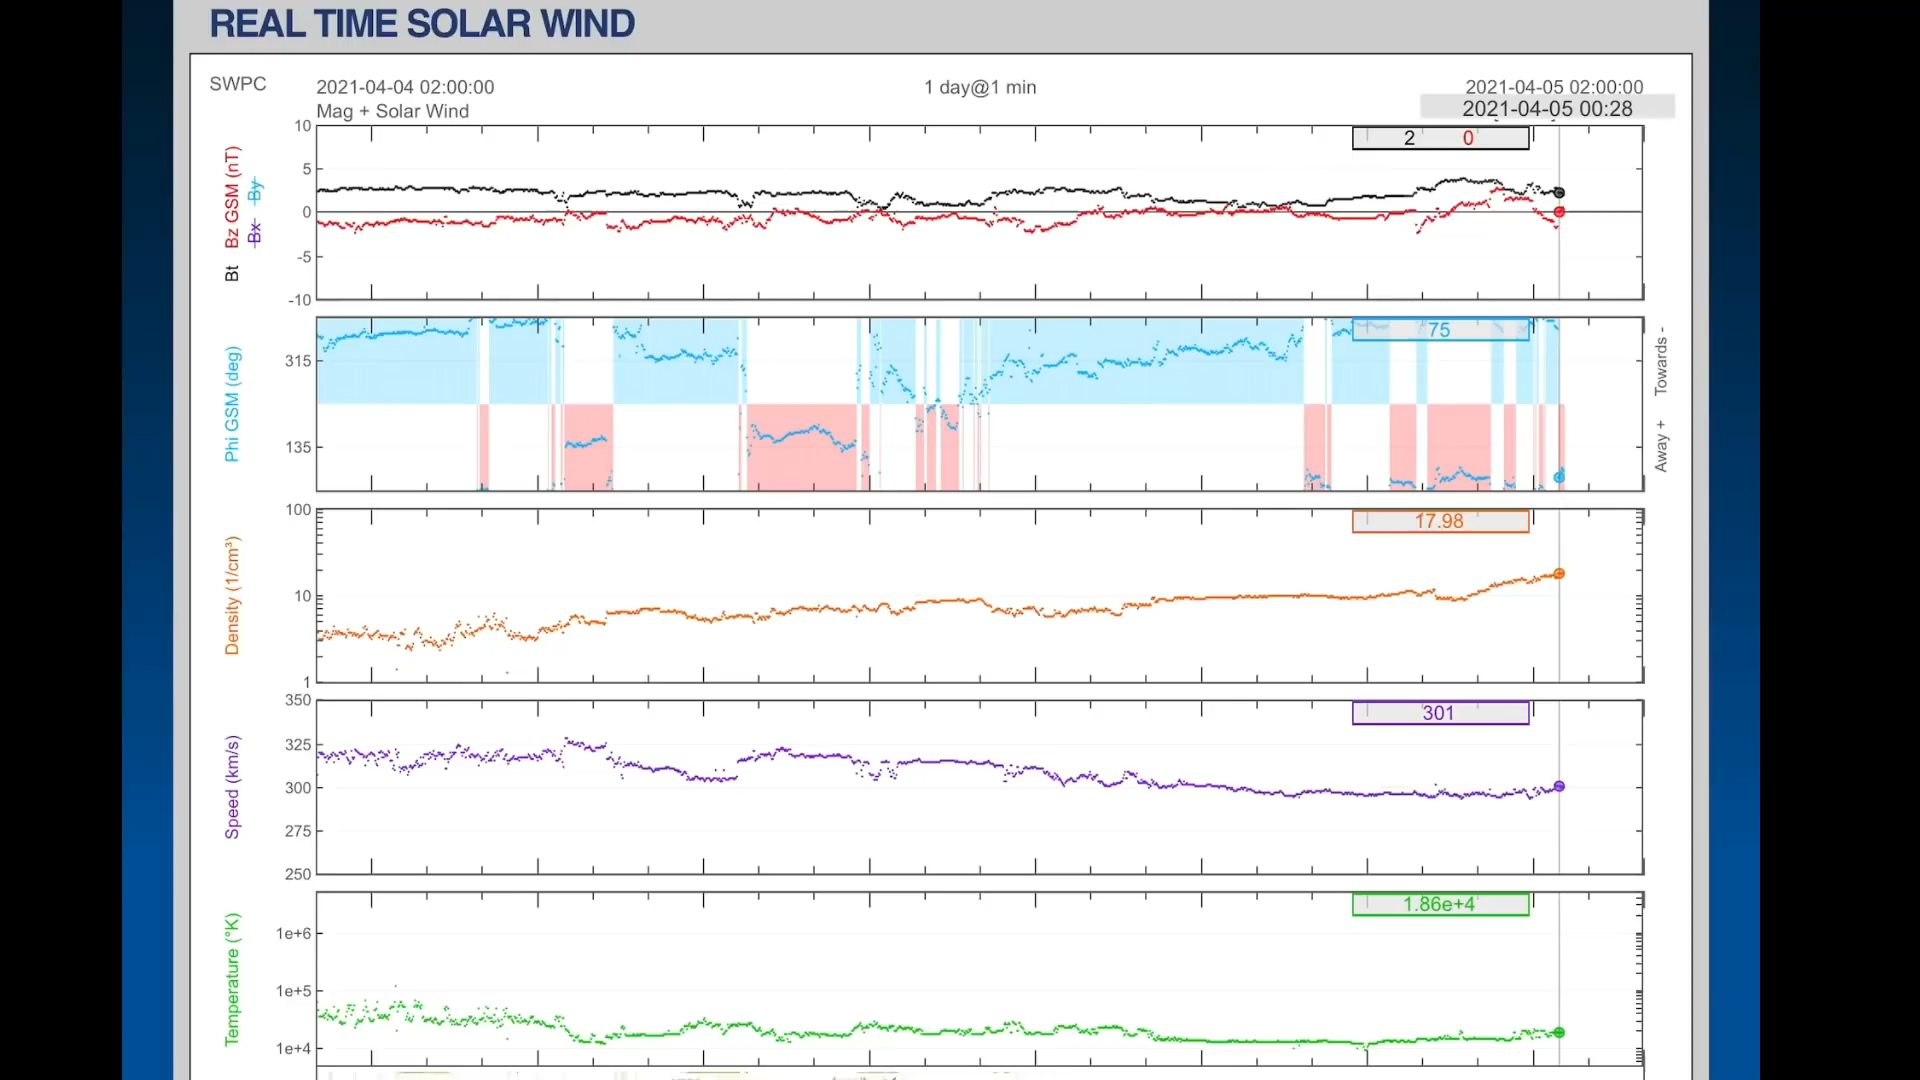 REAL TIME SOLAR WIND
SWPC
2021-04-04 02:00:00
1 day@1 min
2021-04-05 02:00:00
Mag + Solar Wind
2021-04-05 00:28
Bt Bz GSM (nT)
Bx By
10
5
0
-5
-10
2 0
Phi GSM (deg)
315
135
75
Towards -
Away +
Density (1/cm³)
100
10
1
17.98
Speed (km/s)
350
325
300
275
250
301
Temperature (°K)
1e+6
1e+5
1e+4
1.86e+4